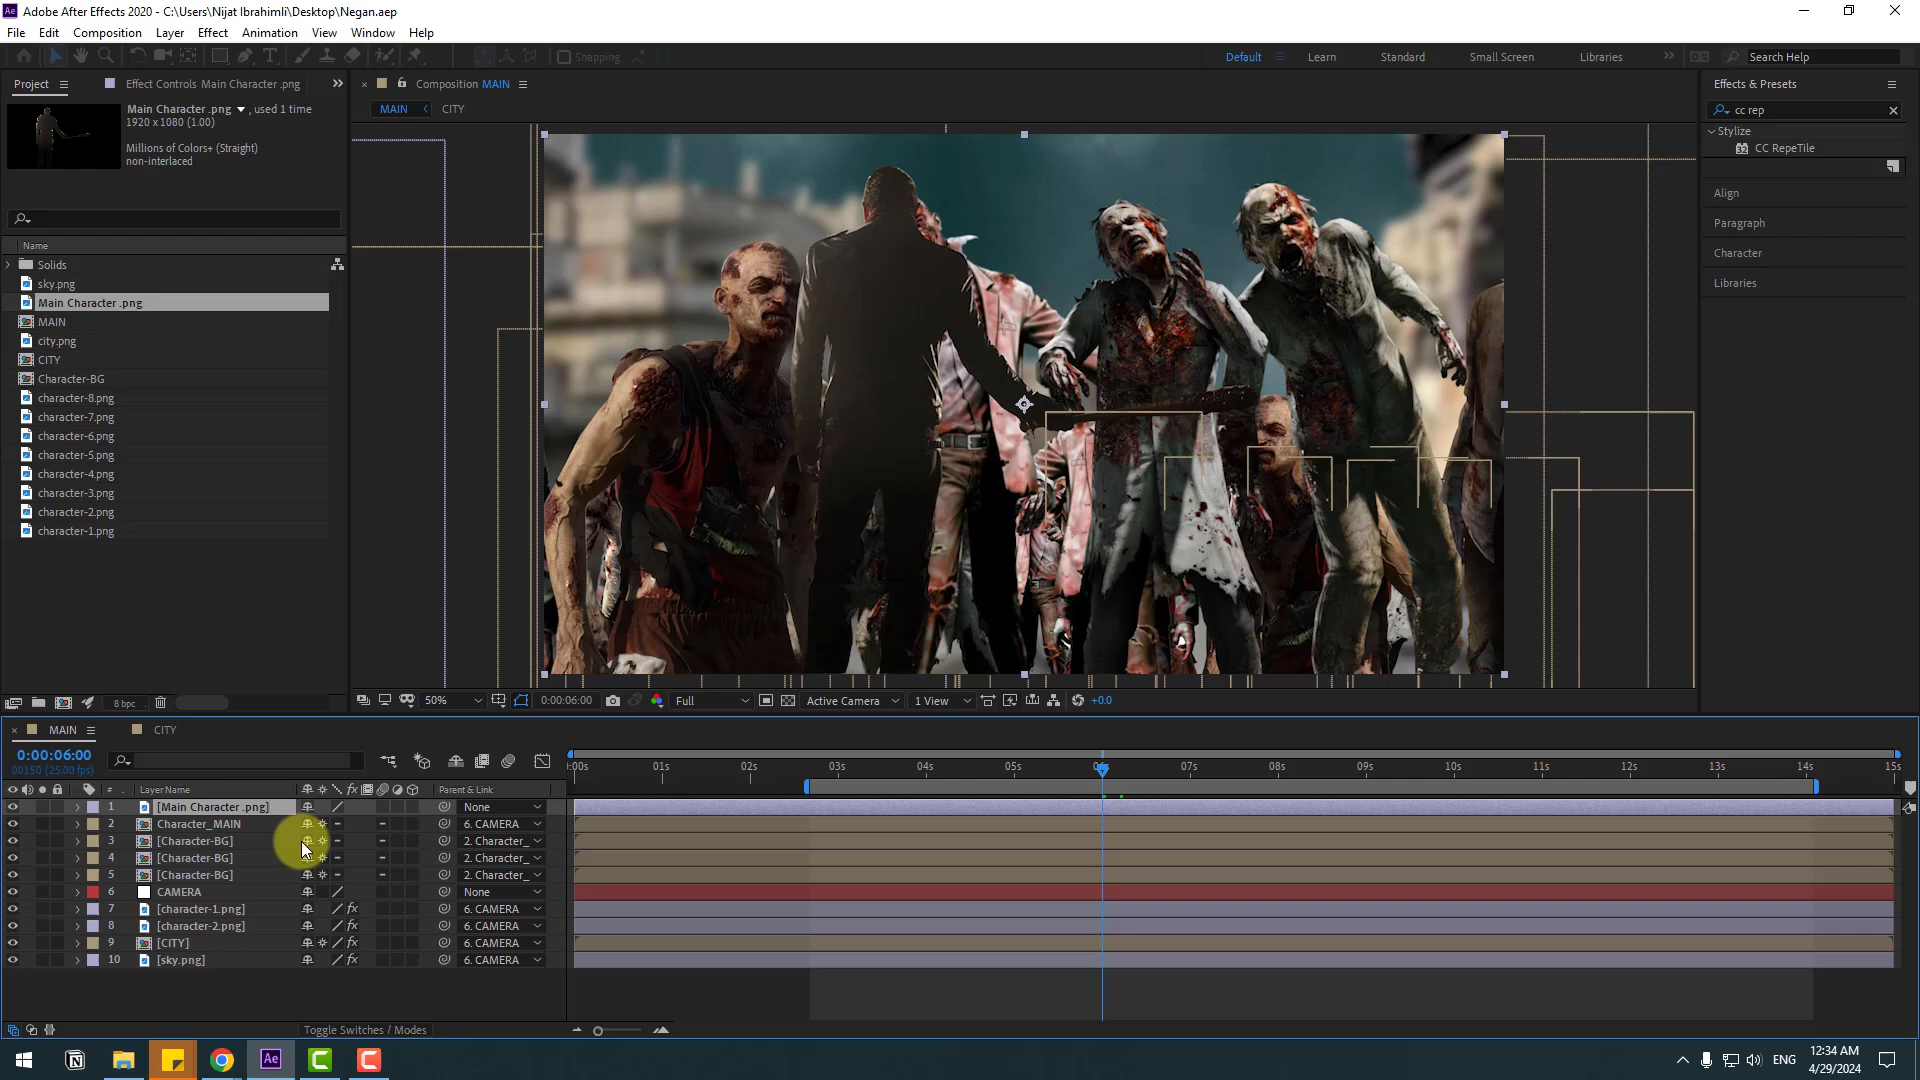 Adobe After Effects 2020 - C:\Users\Nijat Ibrahimli\Desktop\Negan.aep
File Edit Composition Layer Effect Animation View Window Help
Snapping
Default Learn Standard Small Screen Libraries Search Help
Project Effect Controls Main Character .png
Composition MAIN
Effects & Presets
Main Character .png, used 1 time
1920 x 1080 (1.00)
Millions of Colors+ (Straight)
non-interlaced
MAIN CITY
cc rep
Stylize
CC RepeTile
Align
Paragraph
Character
Libraries
Name
Solids
sky.png
Main Character .png
MAIN
city.png
CITY
Character-BG
character-8.png
character-7.png
character-6.png
character-5.png
character-4.png
character-3.png
character-2.png
character-1.png
8 bpc
50% 0:00:06:00 Full Active Camera 1 View +0.0
MAIN CITY
0:00:06:00
00150 (25.00 fps)
:00s 01s 02s 03s 04s 05s 06s 07s 08s 09s 10s 11s 12s 13s 14s 15s
# Layer Name fx Parent & Link
1 [Main Character .png] None
2 Character_MAIN 6. CAMERA
3 [Character-BG] 2. Character_
4 [Character-BG] 2. Character_
5 [Character-BG] 2. Character_
6 CAMERA None
7 [character-1.png] fx 6. CAMERA
8 [character-2.png] fx 6. CAMERA
9 [CITY] fx 6. CAMERA
10 [sky.png] fx 6. CAMERA
Toggle Switches / Modes
Ae
ENG
12:34 AM
4/29/2024